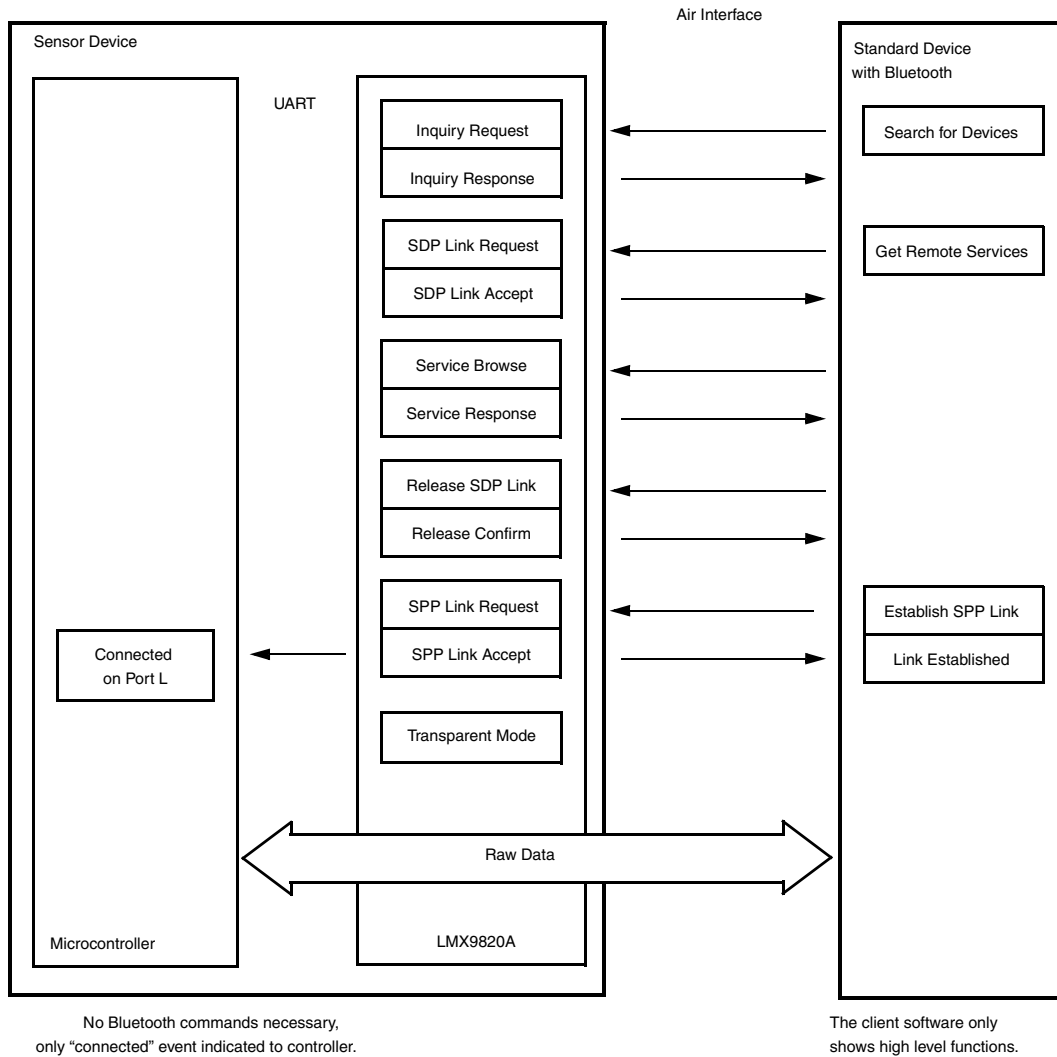 Air Interface
Sensor Device
Standard Device
with Bluetooth
UART
Inquiry Request
Search for Devices
Inquiry Response
SDP Link Request
Get Remote Services
SDP Link Accept
Service Browse
Service Response
Release SDP Link
Release Confirm
SPP Link Request
Establish SPP Link
Connected
on Port L
SPP Link Accept
Link Established
Transparent Mode
Raw Data
Microcontroller
LMX9820A
No Bluetooth commands necessary,
only “connected” event indicated to controller.
The client software only
shows high level functions.